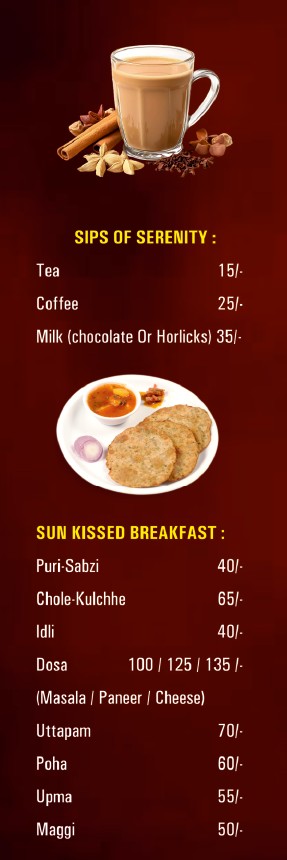 SIPS OF SERENITY :
Tea 15/-
Coffee 25/-
Milk (chocolate Or Horlicks) 35/-
SUN KISSED BREAKFAST :
Puri-Sabzi 40/-
Chole-Kulchhe 65/-
Idli 40/-
Dosa 100 / 125 / 135 /-
(Masala / Paneer / Cheese)
Uttapam 70/-
Poha 60/-
Upma 55/-
Maggi 50/-